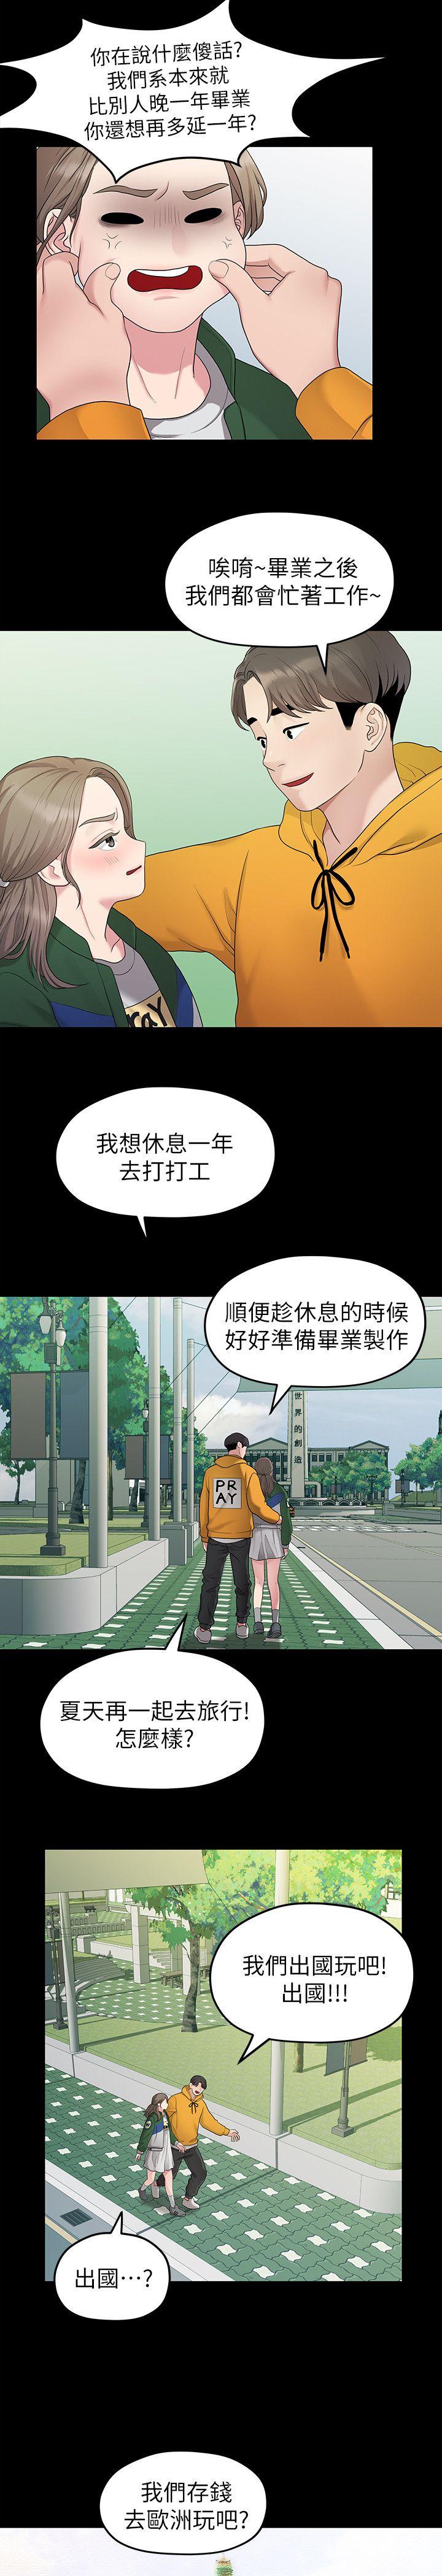 你在說什麼傻話?
我們系本來就
比別人晚一年畢業
你還想再多延一年?
唉唷~畢業之後
我們都會忙著工作~
ray
我想休息一年
去打打工
順便趁休息的時候
好好準備畢業製作
世界的創造
PR
AY
夏天再一起去旅行!
怎麼樣?
我們出國玩吧!
出國!!!
出國…?
我們存錢
去歐洲玩吧?